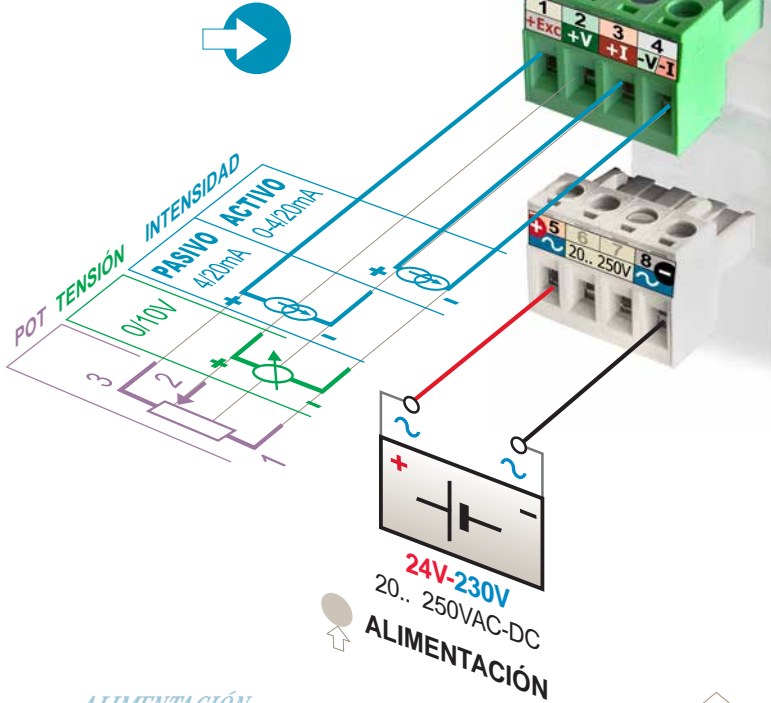 1 2 3 4
+Exc +V +I -V-I
INTENSIDAD
ACTIVO
0-4/20mA
PASIVO
4/20mA
TENSIÓN
0/10V
POT
+ -
+ -
+ -
3 2 1
+ 5 6 7 8 -
20.. 250V
+ -
24V-230V
20.. 250VAC-DC
ALIMENTACIÓN
ALIMENTACIÓN